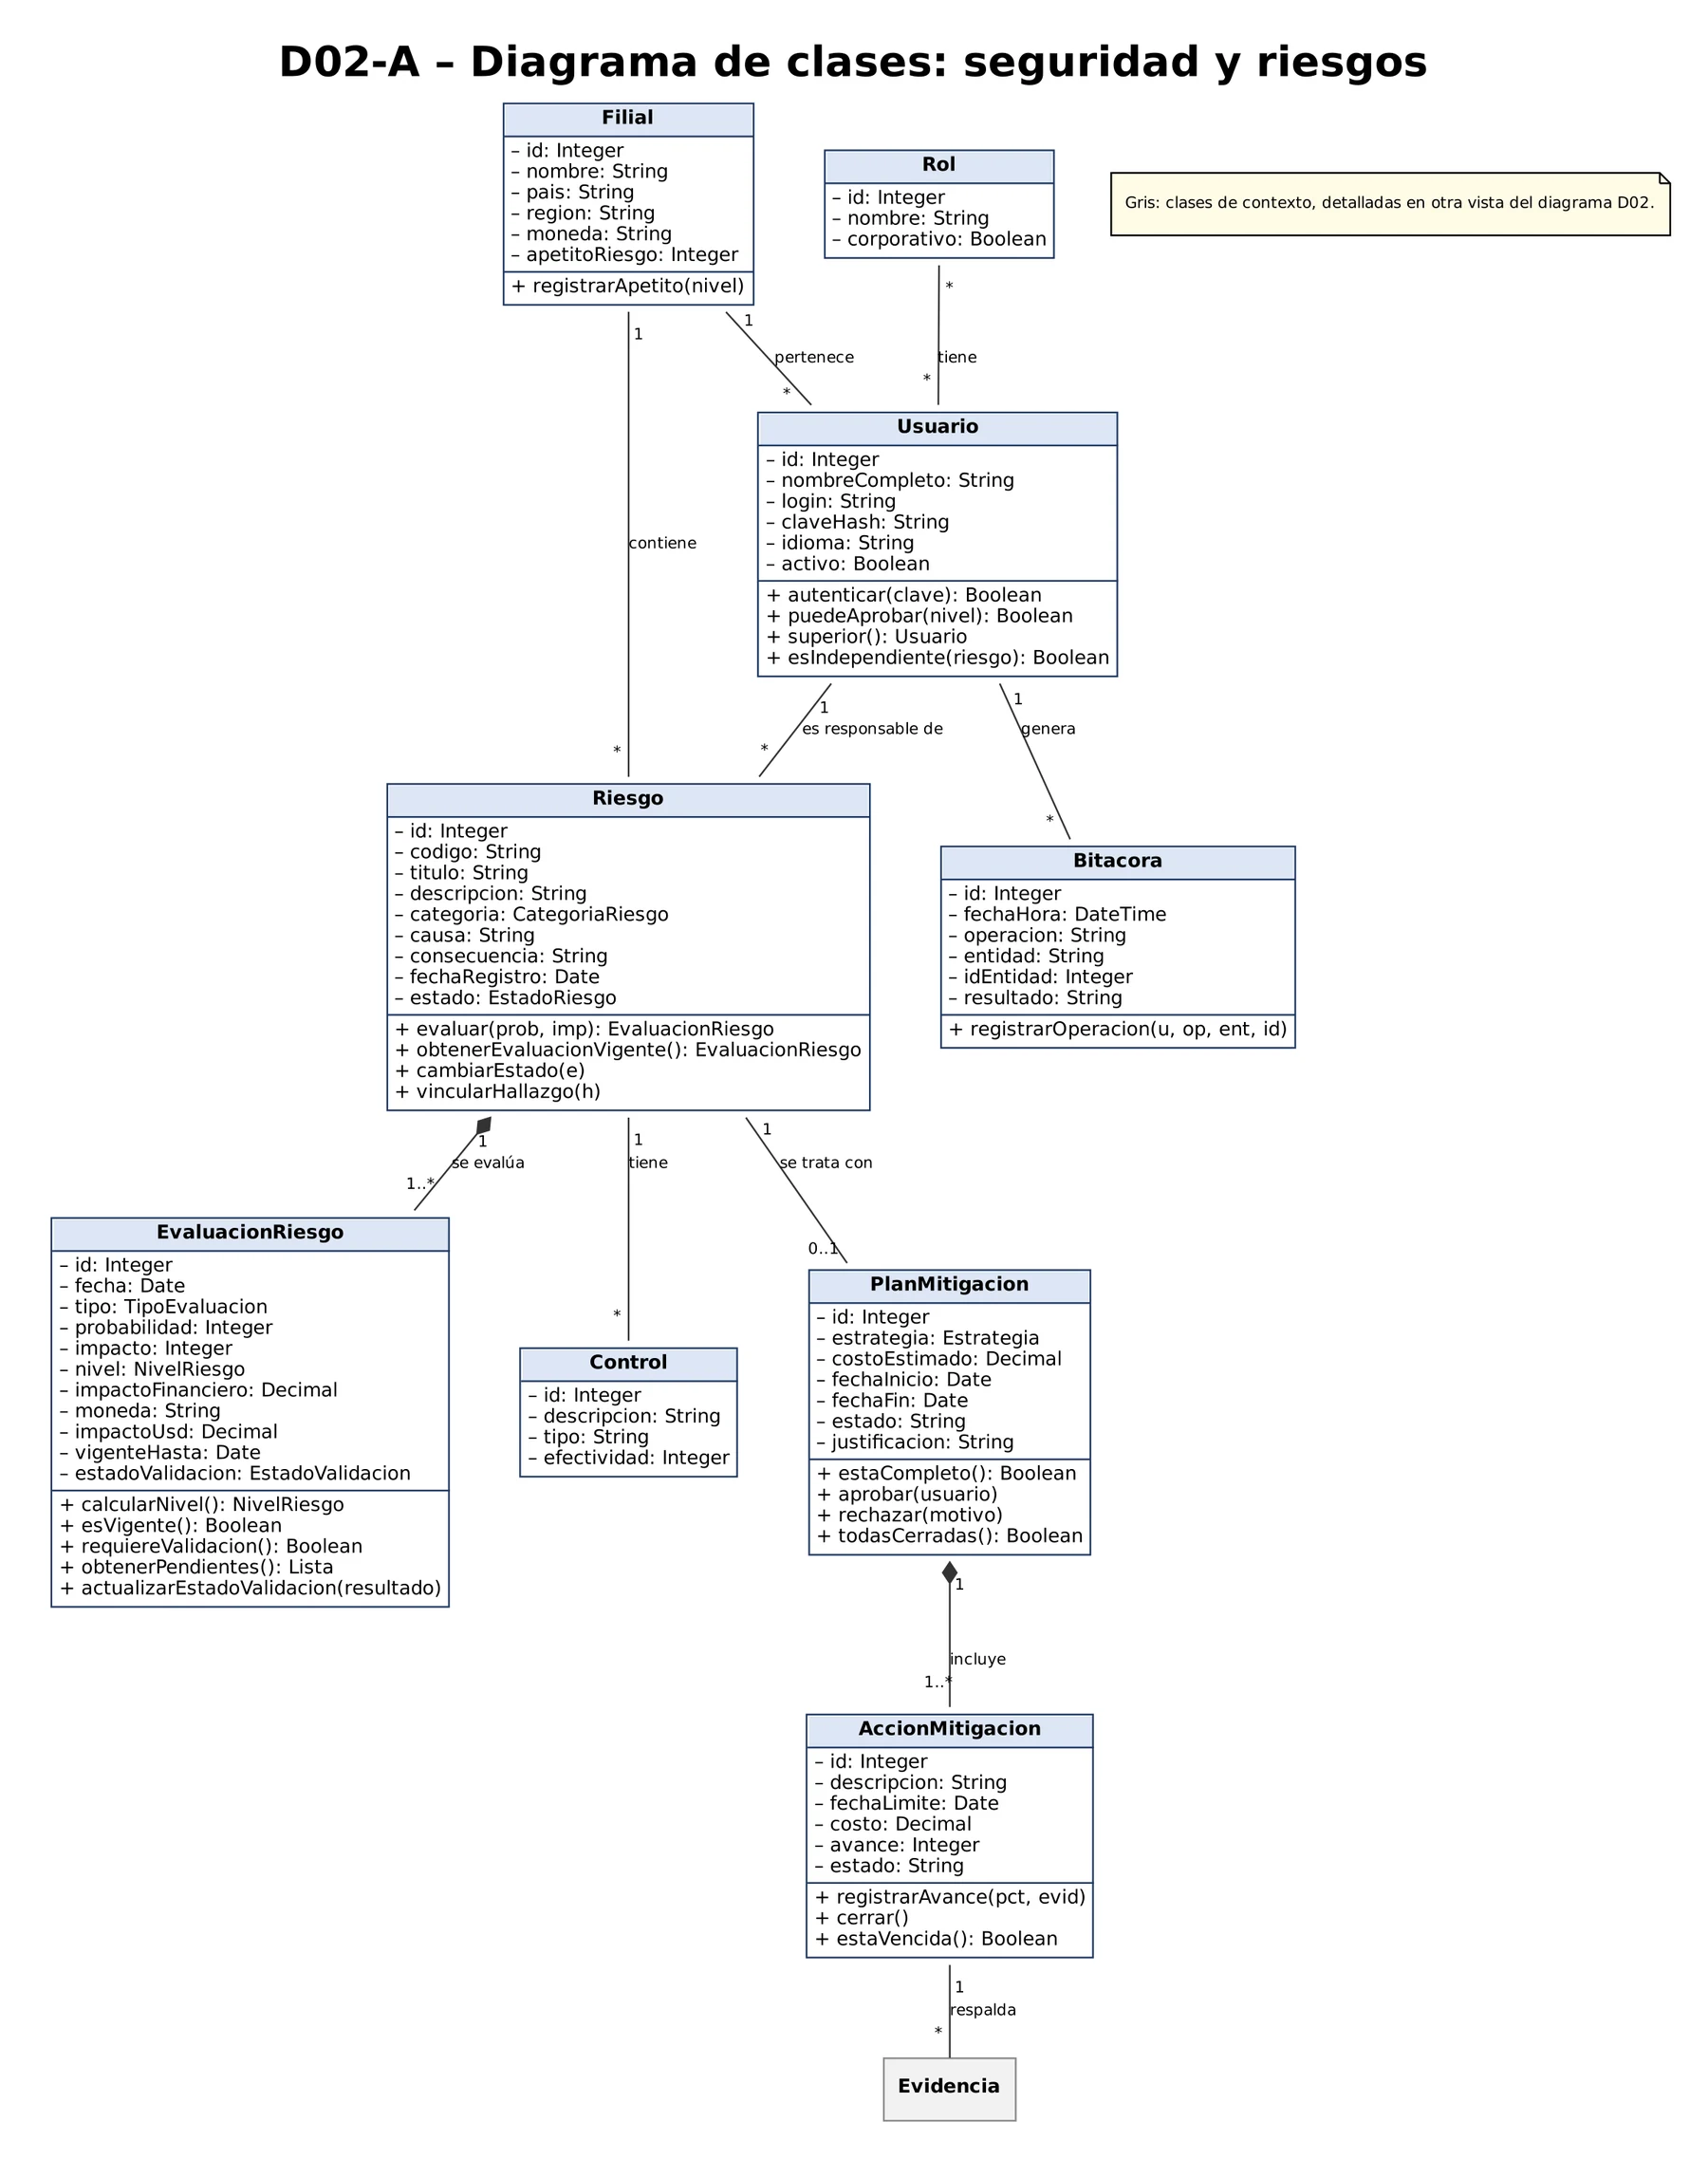 D02-A – Diagrama de clases: seguridad y riesgos
Filial
– id: Integer
– nombre: String
– pais: String
– region: String
– moneda: String
– apetitoRiesgo: Integer
+ registrarApetito(nivel)
Rol
– id: Integer
– nombre: String
– corporativo: Boolean
Gris: clases de contexto, detalladas en otra vista del diagrama D02.
1
1
pertenece
*
*
tiene
*
contiene
*
Usuario
– id: Integer
– nombreCompleto: String
– login: String
– claveHash: String
– idioma: String
– activo: Boolean
+ autenticar(clave): Boolean
+ puedeAprobar(nivel): Boolean
+ superior(): Usuario
+ esIndependiente(riesgo): Boolean
1
es responsable de
*
1
genera
*
Riesgo
– id: Integer
– codigo: String
– titulo: String
– descripcion: String
– categoria: CategoriaRiesgo
– causa: String
– consecuencia: String
– fechaRegistro: Date
– estado: EstadoRiesgo
+ evaluar(prob, imp): EvaluacionRiesgo
+ obtenerEvaluacionVigente(): EvaluacionRiesgo
+ cambiarEstado(e)
+ vincularHallazgo(h)
Bitacora
– id: Integer
– fechaHora: DateTime
– operacion: String
– entidad: String
– idEntidad: Integer
– resultado: String
+ registrarOperacion(u, op, ent, id)
1
se evalúa
1..*
1
tiene
*
1
se trata con
0..1
EvaluacionRiesgo
– id: Integer
– fecha: Date
– tipo: TipoEvaluacion
– probabilidad: Integer
– impacto: Integer
– nivel: NivelRiesgo
– impactoFinanciero: Decimal
– moneda: String
– impactoUsd: Decimal
– vigenteHasta: Date
– estadoValidacion: EstadoValidacion
+ calcularNivel(): NivelRiesgo
+ esVigente(): Boolean
+ requiereValidacion(): Boolean
+ obtenerPendientes(): Lista
+ actualizarEstadoValidacion(resultado)
Control
– id: Integer
– descripcion: String
– tipo: String
– efectividad: Integer
PlanMitigacion
– id: Integer
– estrategia: Estrategia
– costoEstimado: Decimal
– fechaInicio: Date
– fechaFin: Date
– estado: String
– justificacion: String
+ estaCompleto(): Boolean
+ aprobar(usuario)
+ rechazar(motivo)
+ todasCerradas(): Boolean
1
incluye
1..*
AccionMitigacion
– id: Integer
– descripcion: String
– fechaLimite: Date
– costo: Decimal
– avance: Integer
– estado: String
+ registrarAvance(pct, evid)
+ cerrar()
+ estaVencida(): Boolean
1
respalda
*
Evidencia